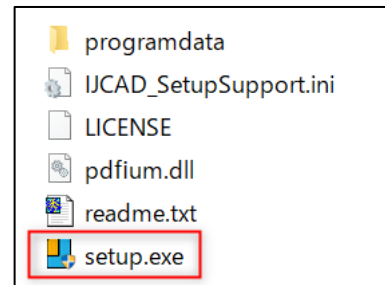 programdata
IJCAD_SetupSupport.ini
LICENSE
pdfium.dll
readme.txt
setup.exe